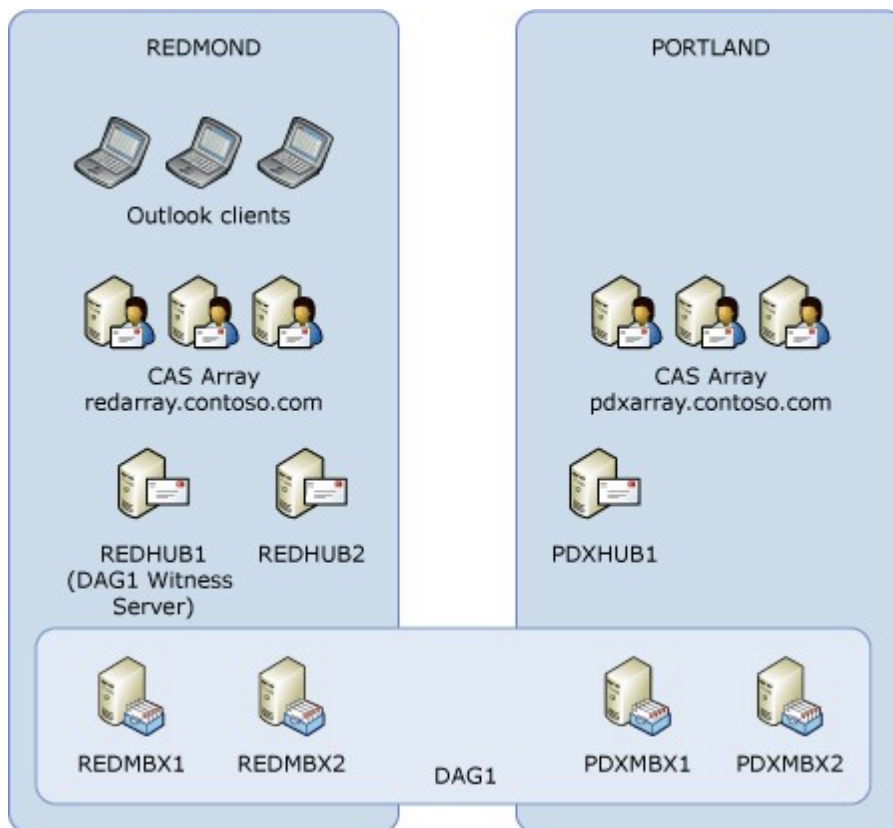 REDMOND
PORTLAND
Outlook clients
CAS Array
redarray.contoso.com
CAS Array
pdxarray.contoso.com
REDHUB1
(DAG1 Witness
Server)
REDHUB2
PDXHUB1
REDMBX1
REDMBX2
DAG1
PDXMBX1
PDXMBX2